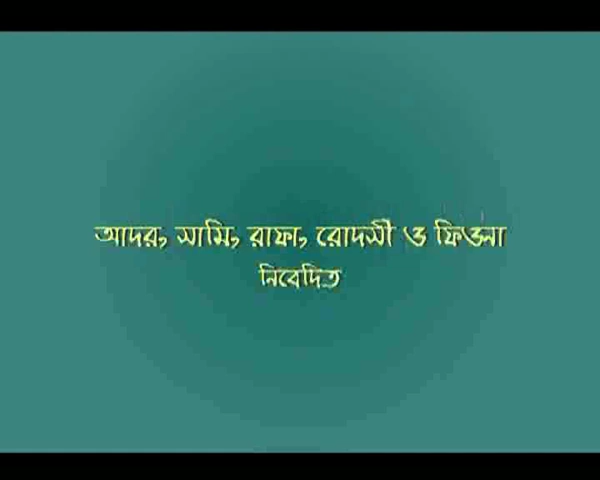 আদর, সামি, রাফা, রোদসী ও ফিওনা
নিবেদিত